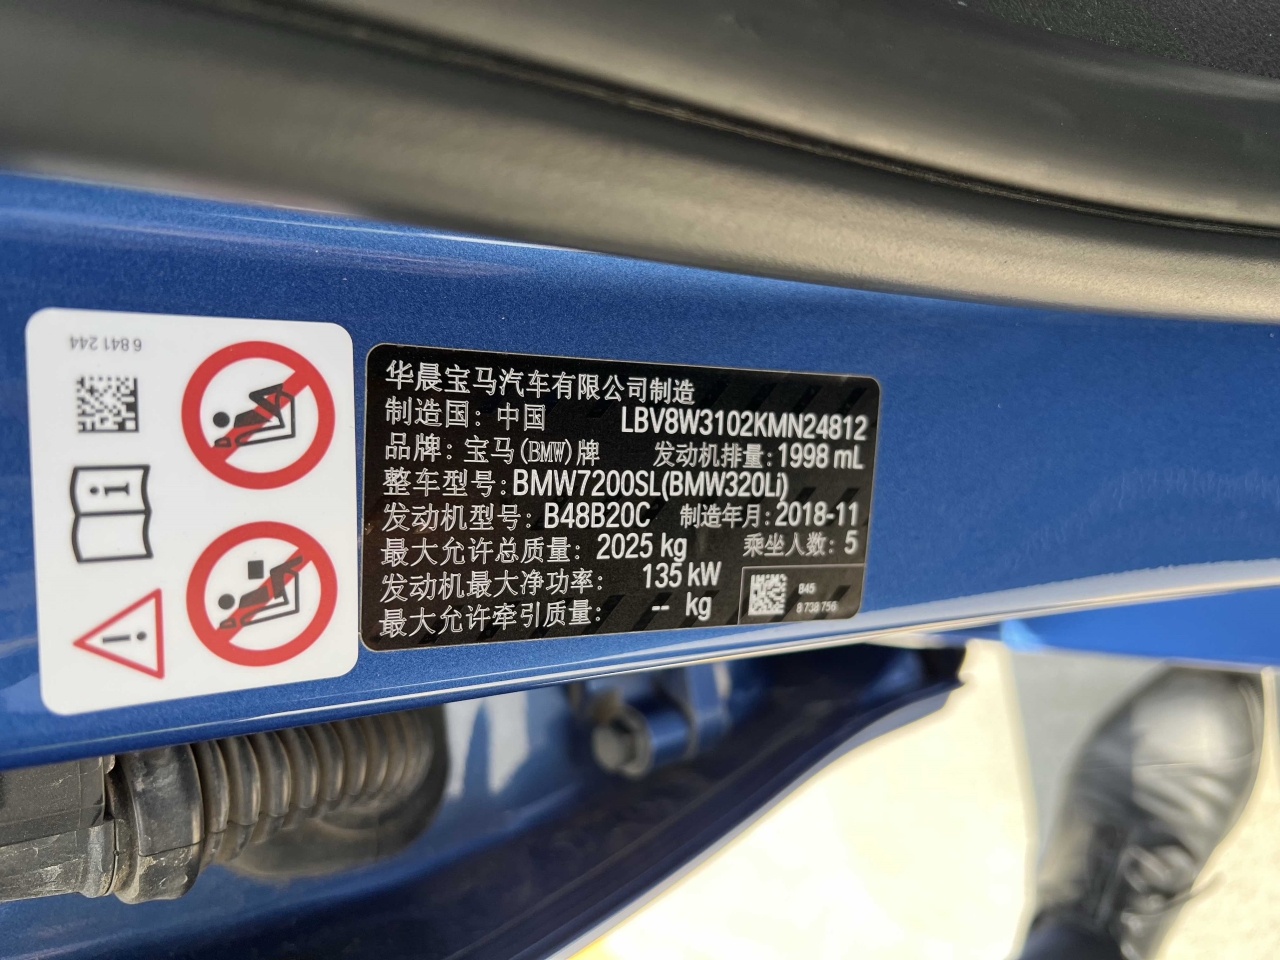 6 841 244
华晨宝马汽车有限公司制造
制造国: 中国 LBV8W3102KMN24812
品牌: 宝马(BMW)牌 发动机排量: 1998 mL
整车型号: BMW7200SL(BMW320Li)
发动机型号: B48B20C 制造年月: 2018-11
最大允许总质量: 2025 kg 乘坐人数: 5
发动机最大净功率: 135 kW
最大允许牵引质量: -- kg
B45
8 738 756